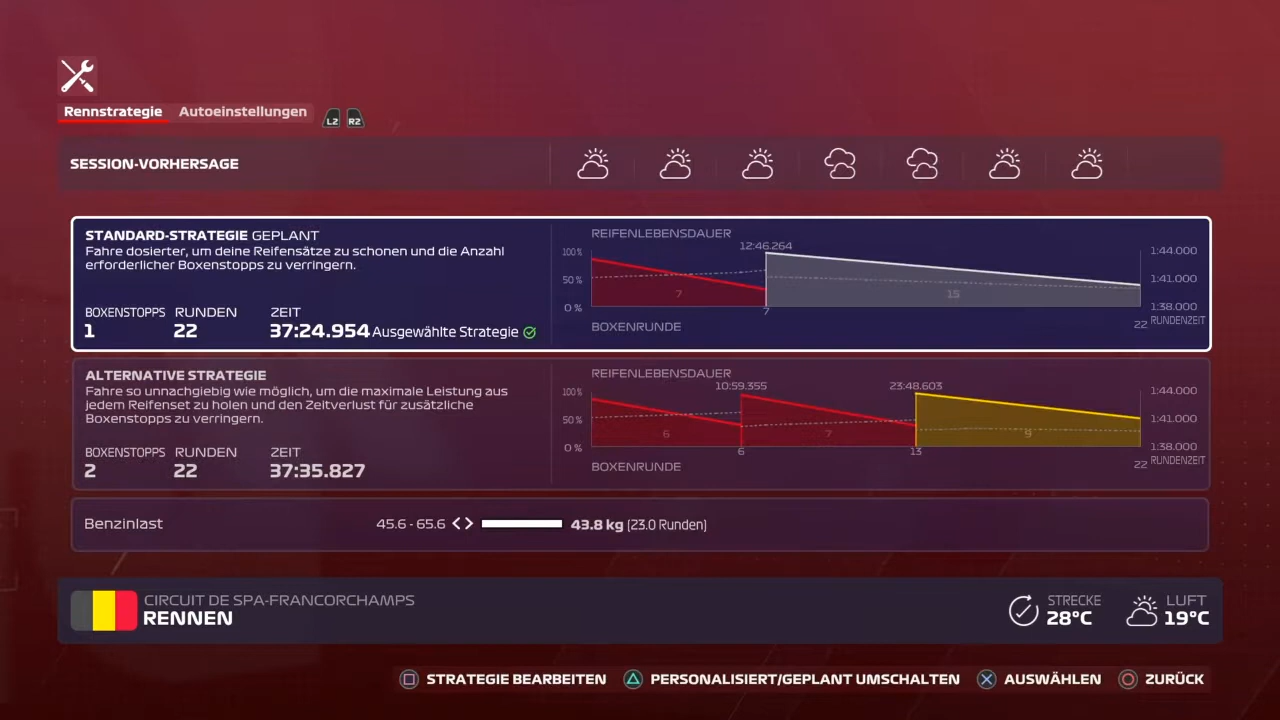 Rennstrategie Autoeinstellungen L2 R2
SESSION-VORHERSAGE
STANDARD-STRATEGIE GEPLANT
Fahre dosierter, um deine Reifensätze zu schonen und die Anzahl
erforderlicher Boxenstopps zu verringern.
BOXENSTOPPS RUNDEN ZEIT
1 22 37:24.954 Ausgewählte Strategie
REIFENLEBENSDAUER
12:46.264
100 % 1:44.000
50 % 1:41.000
7 15
0 % 1:38.000
7
22 RUNDENZEIT
BOXENRUNDE
ALTERNATIVE STRATEGIE
Fahre so unnachgiebig wie möglich, um die maximale Leistung aus
jedem Reifenset zu holen und den Zeitverlust für zusätzliche
Boxenstopps zu verringern.
BOXENSTOPPS RUNDEN ZEIT
2 22 37:35.827
REIFENLEBENSDAUER
10:59.355 23:48.603
100 % 1:44.000
50 % 1:41.000
6 7 9
0 % 1:38.000
6 13
22 RUNDENZEIT
BOXENRUNDE
Benzinlast 45.6 - 65.6 <> 43.8 kg (23.0 Runden)
CIRCUIT DE SPA-FRANCORCHAMPS
RENNEN
STRECKE
28°C
LUFT
19°C
STRATEGIE BEARBEITEN PERSONALISIERT/GEPLANT UMSCHALTEN AUSWÄHLEN ZURÜCK